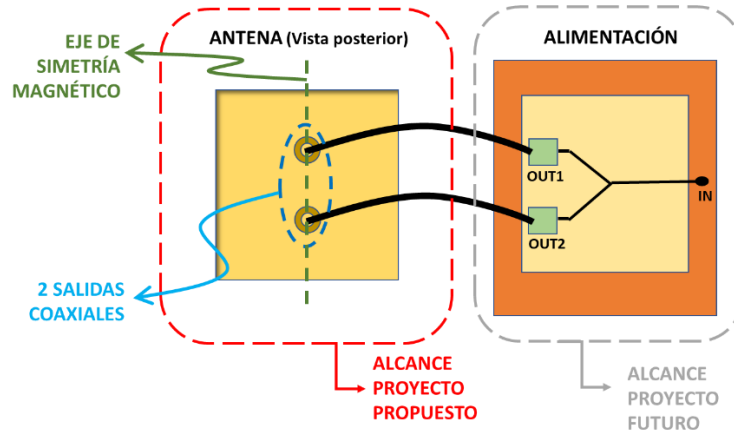 EJE DE
SIMETRÍA
MAGNÉTICO
ANTENA (Vista posterior)
2 SALIDAS
COAXIALES
ALCANCE
PROYECTO
PROPUESTO
ALIMENTACIÓN
OUT1
OUT2
IN
ALCANCE
PROYECTO
FUTURO